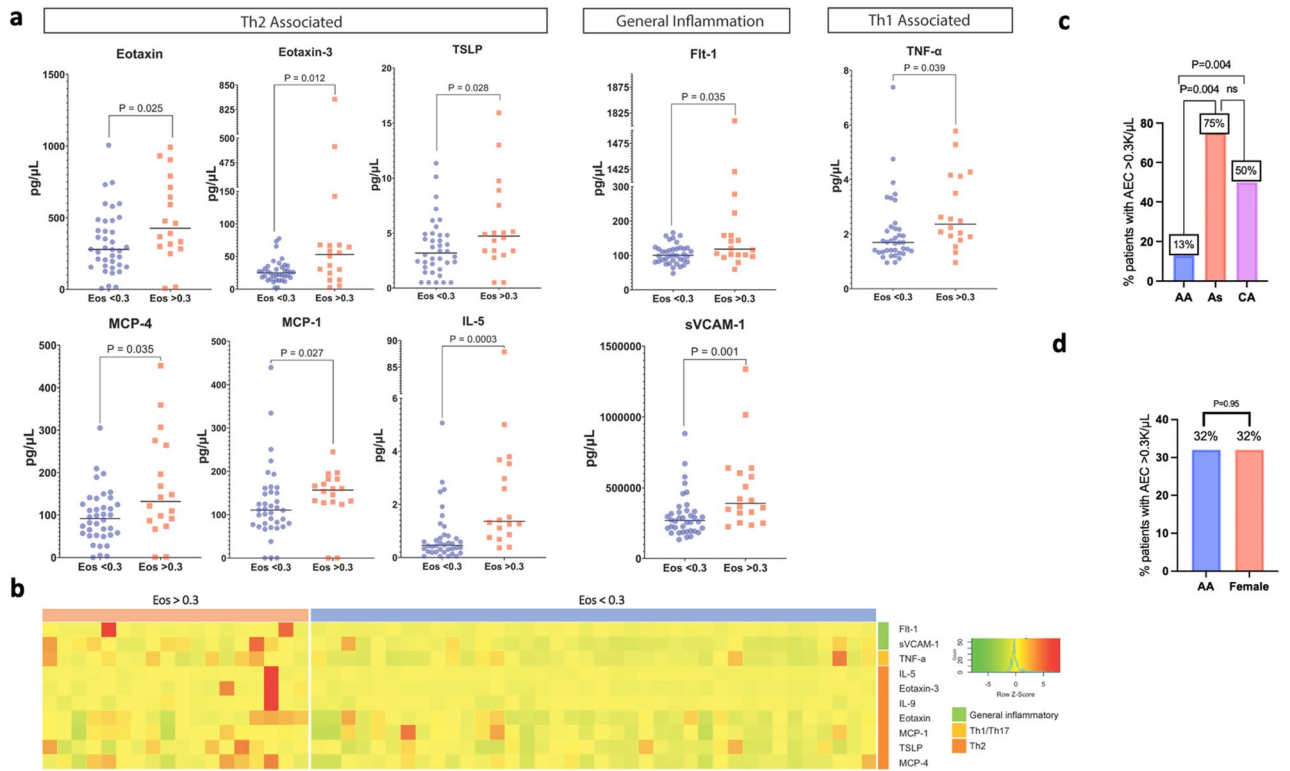 a
Th2 Associated
General Inflammation
Th1 Associated
Eotaxin
1500
1000
500
0
pg/µL
P = 0.025
Eos <0.3
Eos >0.3
Eotaxin-3
850
825
500
475
150
100
50
0
pg/µL
P = 0.012
Eos <0.3
Eos >0.3
TSLP
20
15
10
5
0
pg/µL
P = 0.028
Eos <0.3
Eos >0.3
Flt-1
1875
1825
1475
1425
300
200
100
0
pg/µL
P = 0.035
Eos <0.3
Eos >0.3
TNF-α
8
6
4
2
0
pg/µL
P = 0.039
Eos <0.3
Eos >0.3
MCP-4
500
400
300
200
100
0
pg/µL
P = 0.035
Eos <0.3
Eos >0.3
MCP-1
500
400
300
200
100
0
pg/µL
P = 0.027
Eos <0.3
Eos >0.3
IL-5
90
85
6
4
2
0
pg/µL
P = 0.0003
Eos <0.3
Eos >0.3
sVCAM-1
1500000
1000000
500000
0
pg/µL
P = 0.001
Eos <0.3
Eos >0.3
b
Eos > 0.3
Eos < 0.3
Flt-1
sVCAM-1
TNF-a
IL-5
Eotaxin-3
IL-9
Eotaxin
MCP-1
TSLP
MCP-4
Count
0 20 50
-5 0 5
Row Z-Score
General inflammatory
Th1/Th17
Th2
c
% patients with AEC >0.3K/µL
80
60
40
20
0
P=0.004
P=0.004
ns
13%
75%
50%
AA As CA
d
% patients with AEC >0.3K/µL
40
30
20
10
0
P=0.95
32%
32%
AA Female